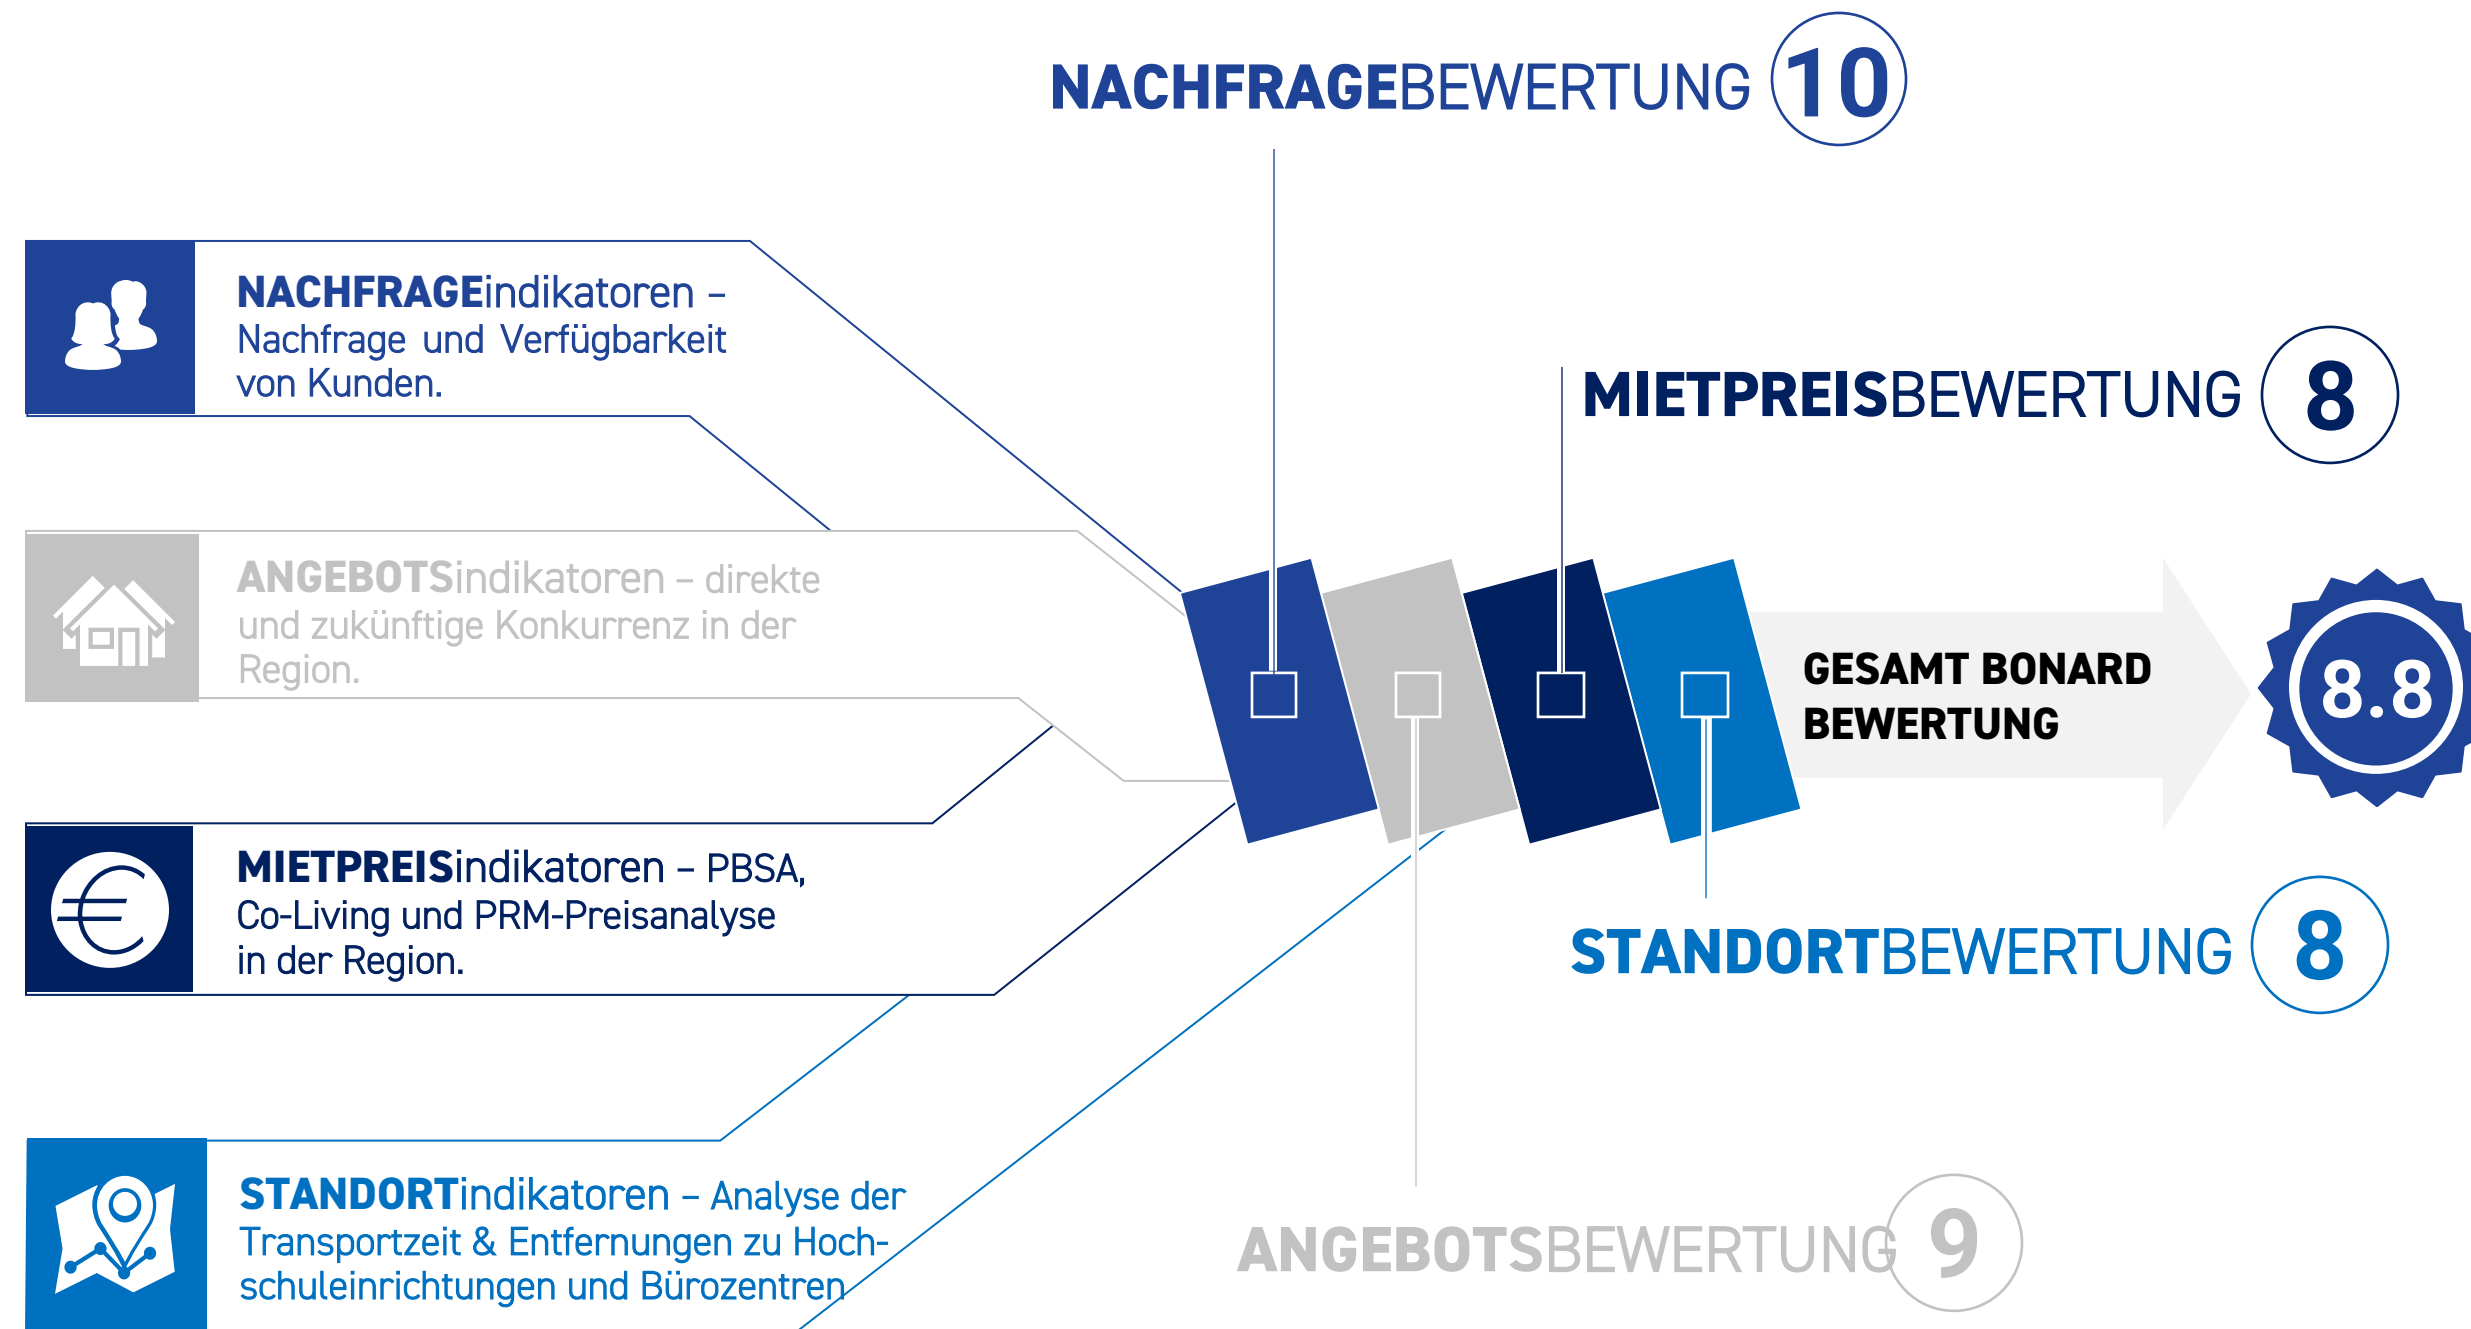 NACHFRAGEBEWERTUNG 10
NACHFRAGEindikatoren –
Nachfrage und Verfügbarkeit
von Kunden.
MIETPREISBEWERTUNG 8
ANGEBOTSindikatoren – direkte
und zukünftige Konkurrenz in der
Region.
GESAMT BONARD
BEWERTUNG
8.8
MIETPREISindikatoren – PBSA,
Co-Living und PRM-Preisanalyse
in der Region.
STANDORTBEWERTUNG 8
STANDORTindikatoren – Analyse der
Transportzeit & Entfernungen zu Hoch-
schuleinrichtungen und Bürozentren
ANGEBOTSBEWERTUNG 9